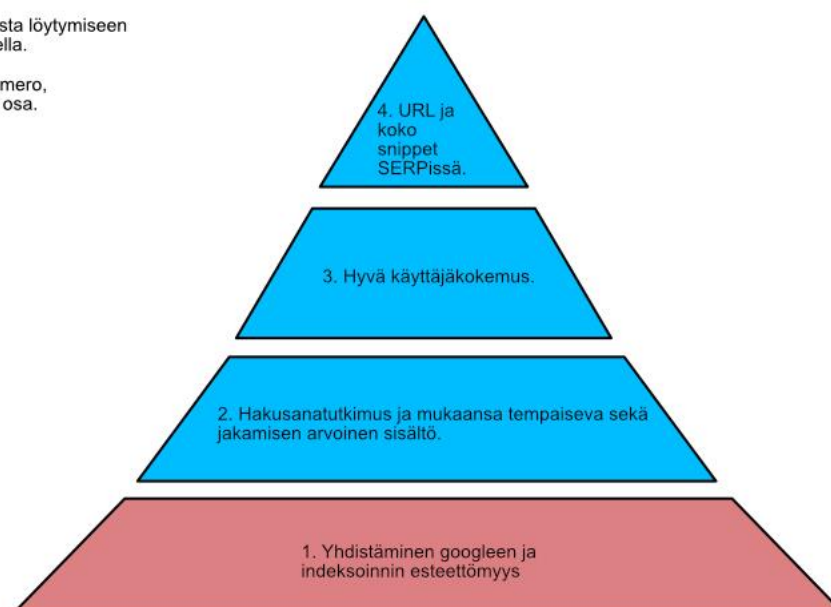 sta löytymiseen
ella.
mero,
osa.
4. URL ja
koko
snippet
SERPissä.
3. Hyvä käyttäjäkokemus.
2. Hakusanatutkimus ja mukaansa tempaiseva sekä
jakamisen arvoinen sisältö.
1. Yhdistäminen googleen ja
indeksoinnin esteettömyys